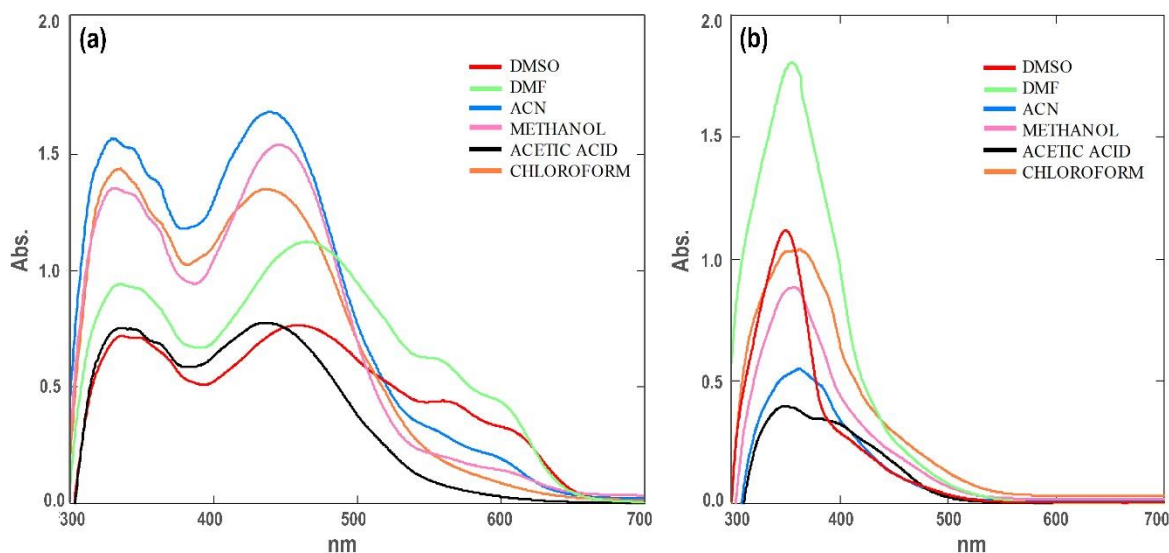 (a)
2.0
1.5
1.0
0.5
0.0
Abs.
300 400 500 600 700
nm
DMSO
DMF
ACN
METHANOL
ACETIC ACID
CHLOROFORM
(b)
2.0
1.5
1.0
0.5
0.0
Abs.
300 400 500 600 700
nm
DMSO
DMF
ACN
METHANOL
ACETIC ACID
CHLOROFORM